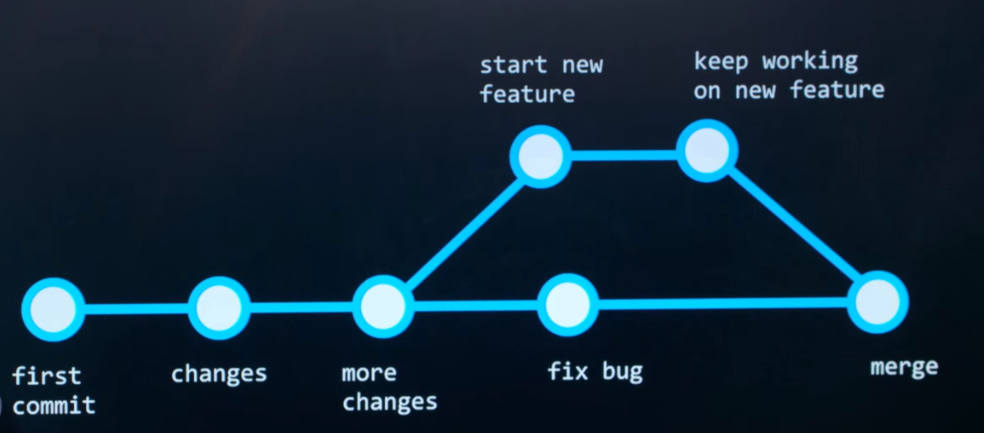 start new
feature
keep working
on new feature
first
commit
changes
more
changes
fix bug
merge